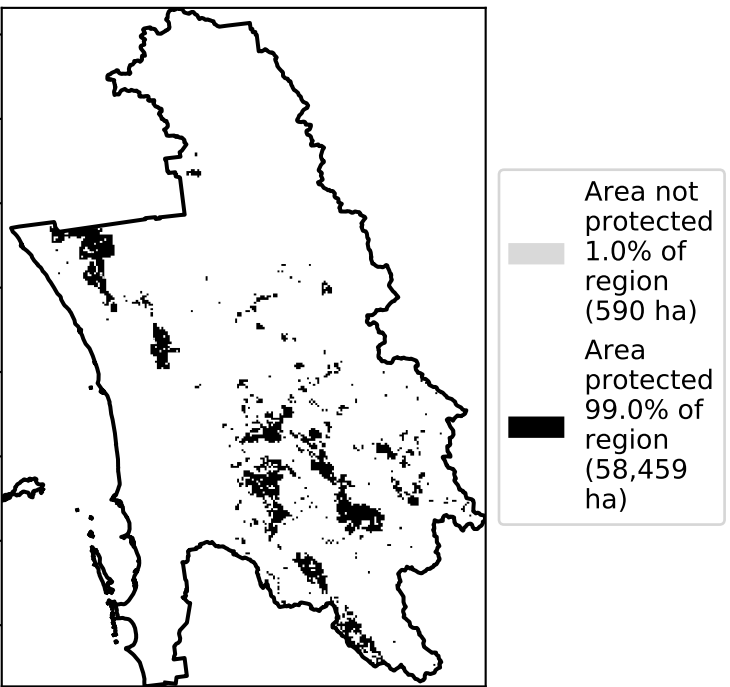 Area not
protected
1.0% of
region
(590 ha)
Area
protected
99.0% of
region
(58,459
ha)